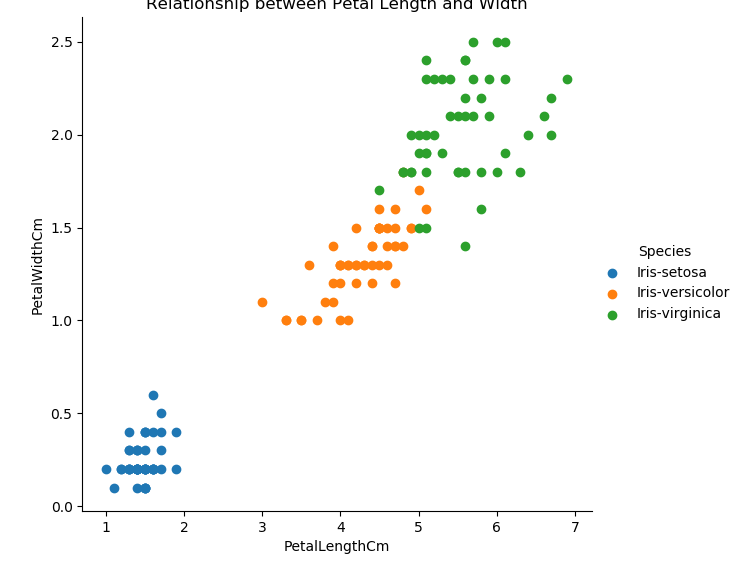 Relationship between Petal Length and Width
2.5
2.0
1.5
1.0
0.5
0.0
PetalWidthCm
1 2 3 4 5 6 7
PetalLengthCm
Species
Iris-setosa
Iris-versicolor
Iris-virginica